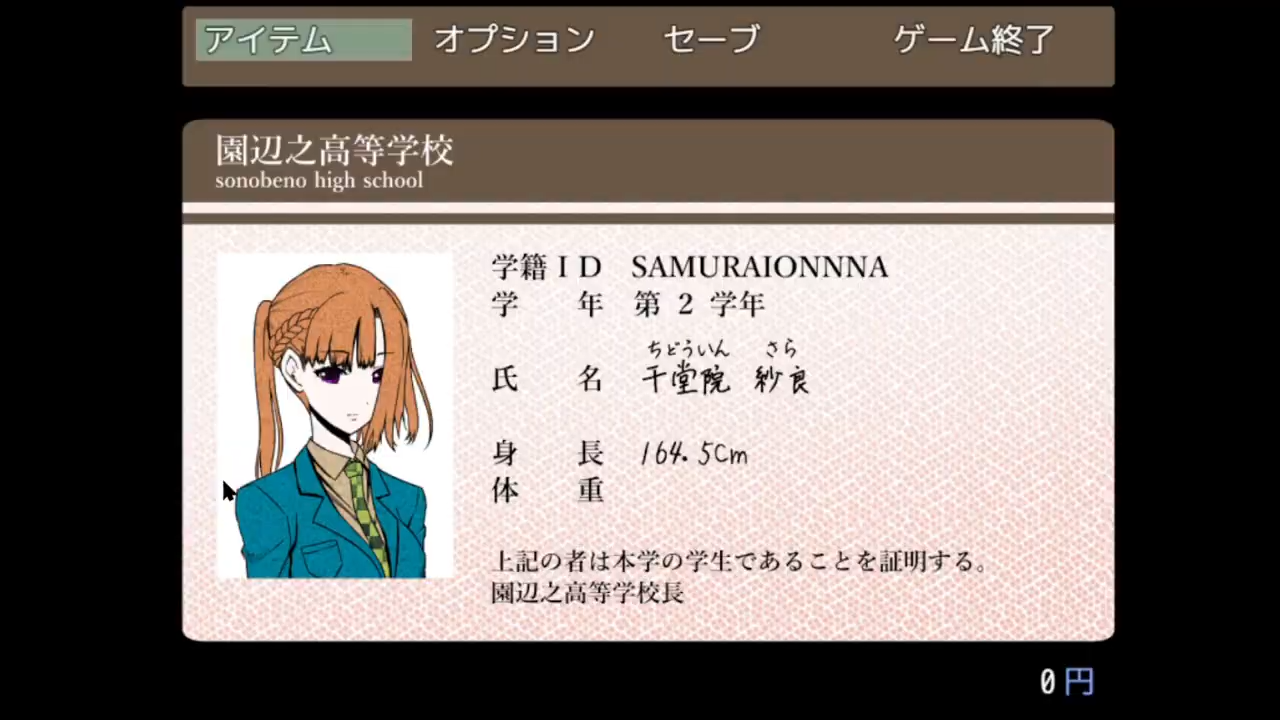 アイテム オプション セーブ ゲーム終了
園辺之高等学校
sonobeno high school
学籍ID SAMURAIONNNA
学年 第2学年
ちどういん さら
氏名 千堂院 紗良
身長 164.5Cm
体重
上記の者は本学の学生であることを証明する。
園辺之高等学校長
0円